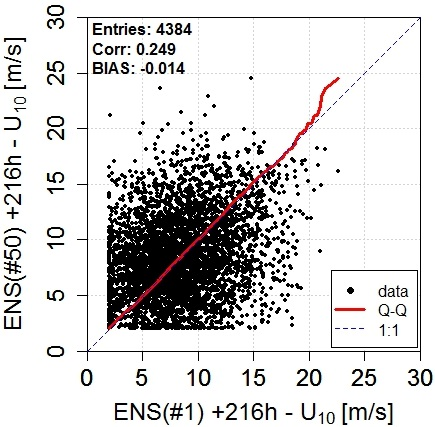 Entries: 4384
Corr: 0.249
BIAS: -0.014
30
25
20
15
10
5
0
ENS(#50) +216h - U10 [m/s]
data
Q-Q
1:1
0 5 10 15 20 25 30
ENS(#1) +216h - U10 [m/s]